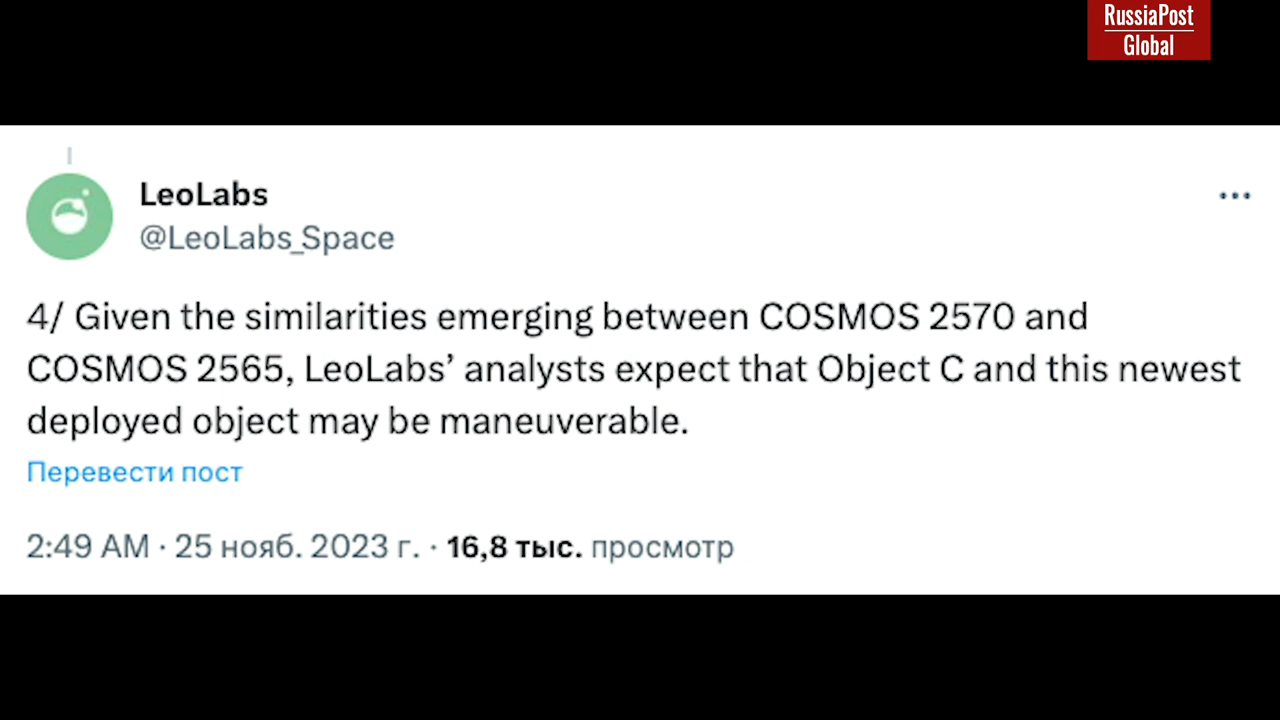 RussiaPost
Global
LeoLabs
@LeoLabs_Space
4/ Given the similarities emerging between COSMOS 2570 and
COSMOS 2565, LeoLabs’ analysts expect that Object C and this newest
deployed object may be maneuverable.
Перевести пост
2:49 AM · 25 нояб. 2023 г. · 16,8 тыс. просмотр